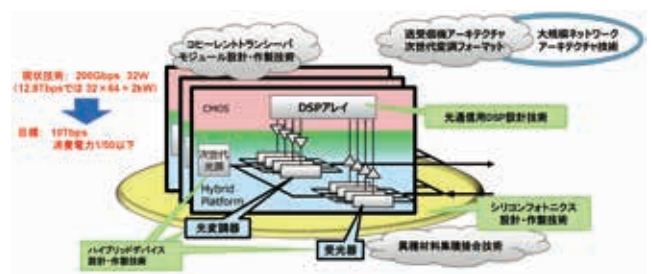 コヒーレントトランシーバ
モジュール設計・作製技術
送受信機アーキテクチャ
次世代変調フォーマット
大規模ネットワーク
アーキテクチャ技術
現状技術: 200Gbps 32W
(12.8Tbpsでは 32×64 = 2kW)
目標: 10Tbps
消費電力1/50以下
CMOS
DSPアレイ
光通信用DSP設計技術
次世代
光源
Hybrid
Platform
光変調器
受光器
シリコンフォトニクス
設計・作製技術
ハイブリッドデバイス
設計・作製技術
異種材料集積接合技術